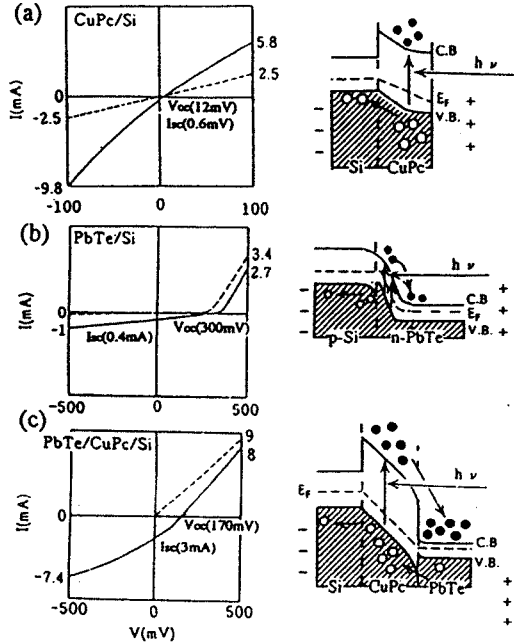 (a)
CuPc/Si
I(mA)
5.8
2.5
0
-2.5
-9.8
Voc(12mV)
Isc(0.6mV)
-100
0
100
C.B
h ν
EF
V.B.
Si
CuPc
(b)
PbTe/Si
I(mA)
3.4
2.7
0
-1
Isc(0.4mA)
Voc(300mV)
-500
0
500
h ν
C.B
EF
V.B.
p-Si
n-PbTe
(c)
PbTe/CuPc/Si
I(mA)
9
8
0
-7.4
Voc(170mV)
Isc(3mA)
-500
0
500
V(mV)
h ν
EF
C.B
V.B.
Si
CuPc
PbTe